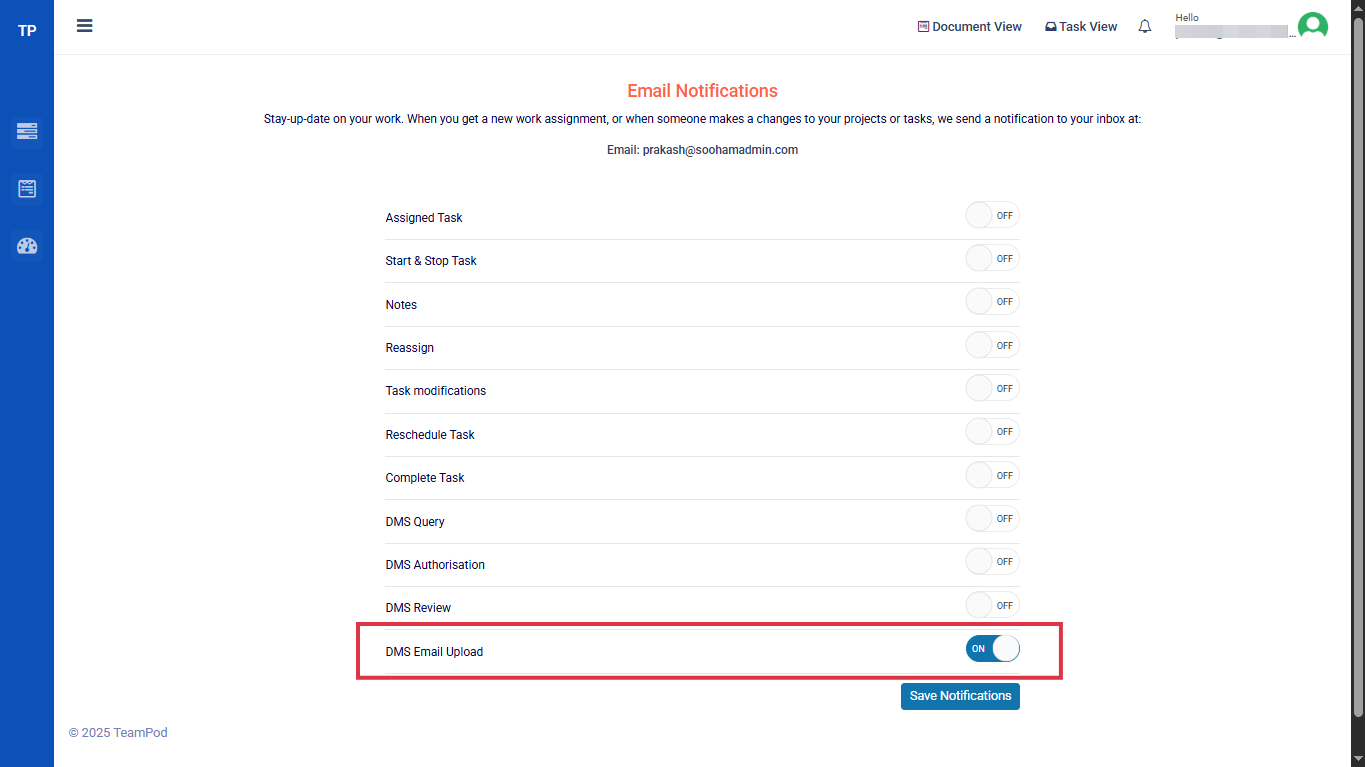 TP
Document View
Task View
Hello
Email Notifications
Stay-up-date on your work. When you get a new work assignment, or when someone makes a changes to your projects or tasks, we send a notification to your inbox at:
Email: prakash@soohamadmin.com
Assigned Task OFF
Start & Stop Task OFF
Notes OFF
Reassign OFF
Task modifications OFF
Reschedule Task OFF
Complete Task OFF
DMS Query OFF
DMS Authorisation OFF
DMS Review OFF
DMS Email Upload ON
Save Notifications
© 2025 TeamPod